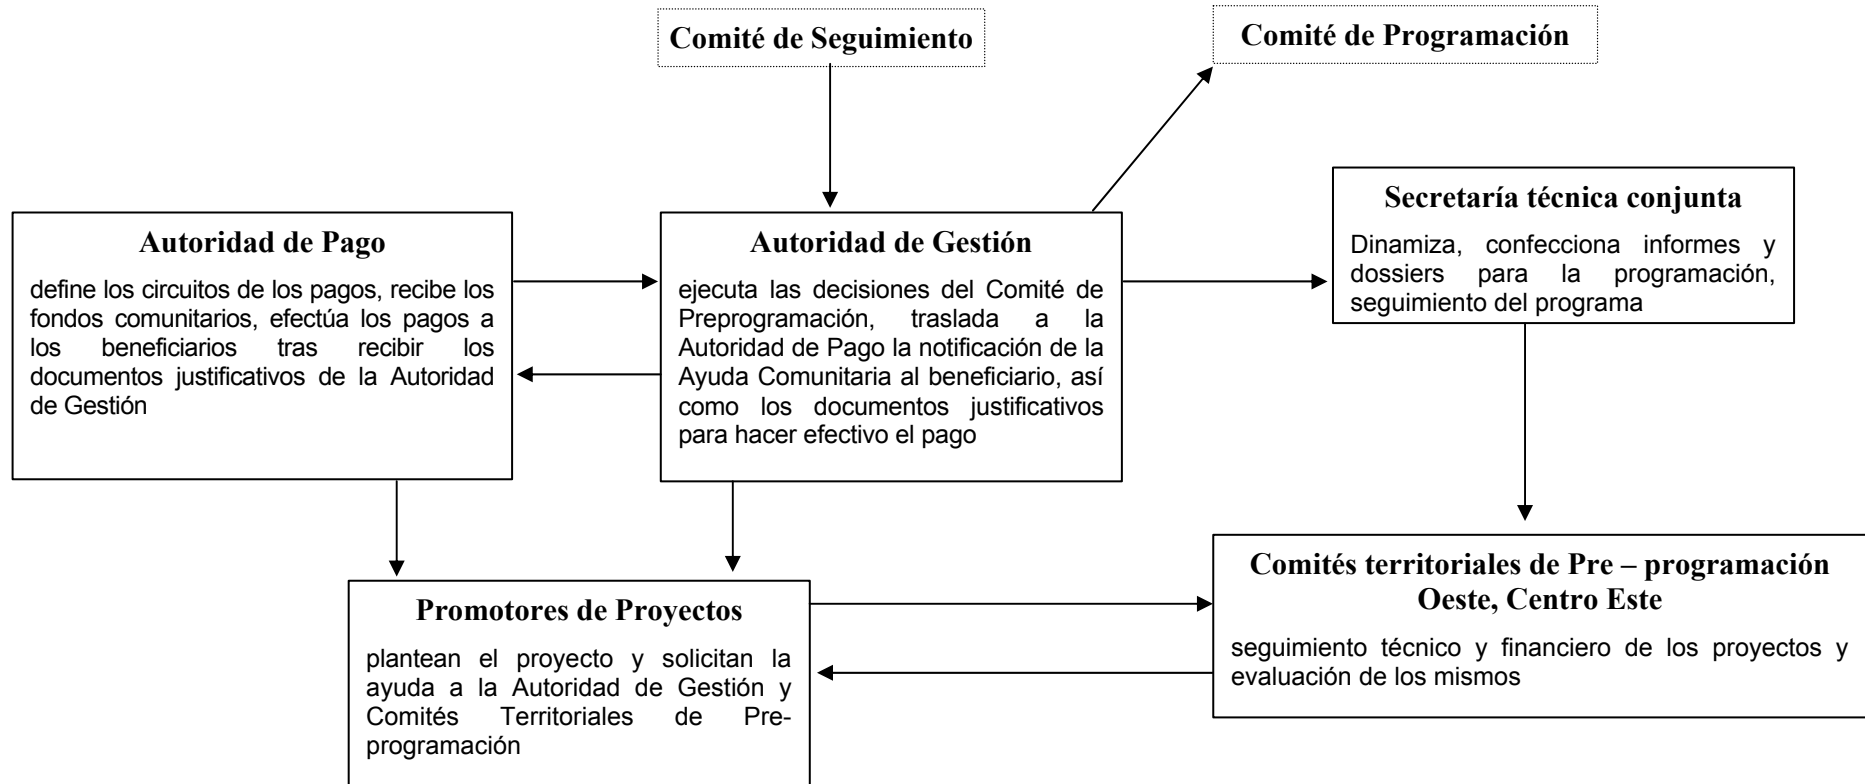 Comité de Seguimiento
Comité de Programación
Secretaría técnica conjunta
Dinamiza, confecciona informes y
dossiers para la programación,
seguimiento del programa
Autoridad de Pago
define los circuitos de los pagos, recibe los
fondos comunitarios, efectúa los pagos a
los beneficiarios tras recibir los
documentos justificativos de la Autoridad
de Gestión
Autoridad de Gestión
ejecuta las decisiones del Comité de
Preprogramación, traslada a la
Autoridad de Pago la notificación de la
Ayuda Comunitaria al beneficiario, así
como los documentos justificativos
para hacer efectivo el pago
Comités territoriales de Pre – programación
Oeste, Centro Este
seguimiento técnico y financiero de los proyectos y
evaluación de los mismos
Promotores de Proyectos
plantean el proyecto y solicitan la
ayuda a la Autoridad de Gestión y
Comités Territoriales de Pre-
programación